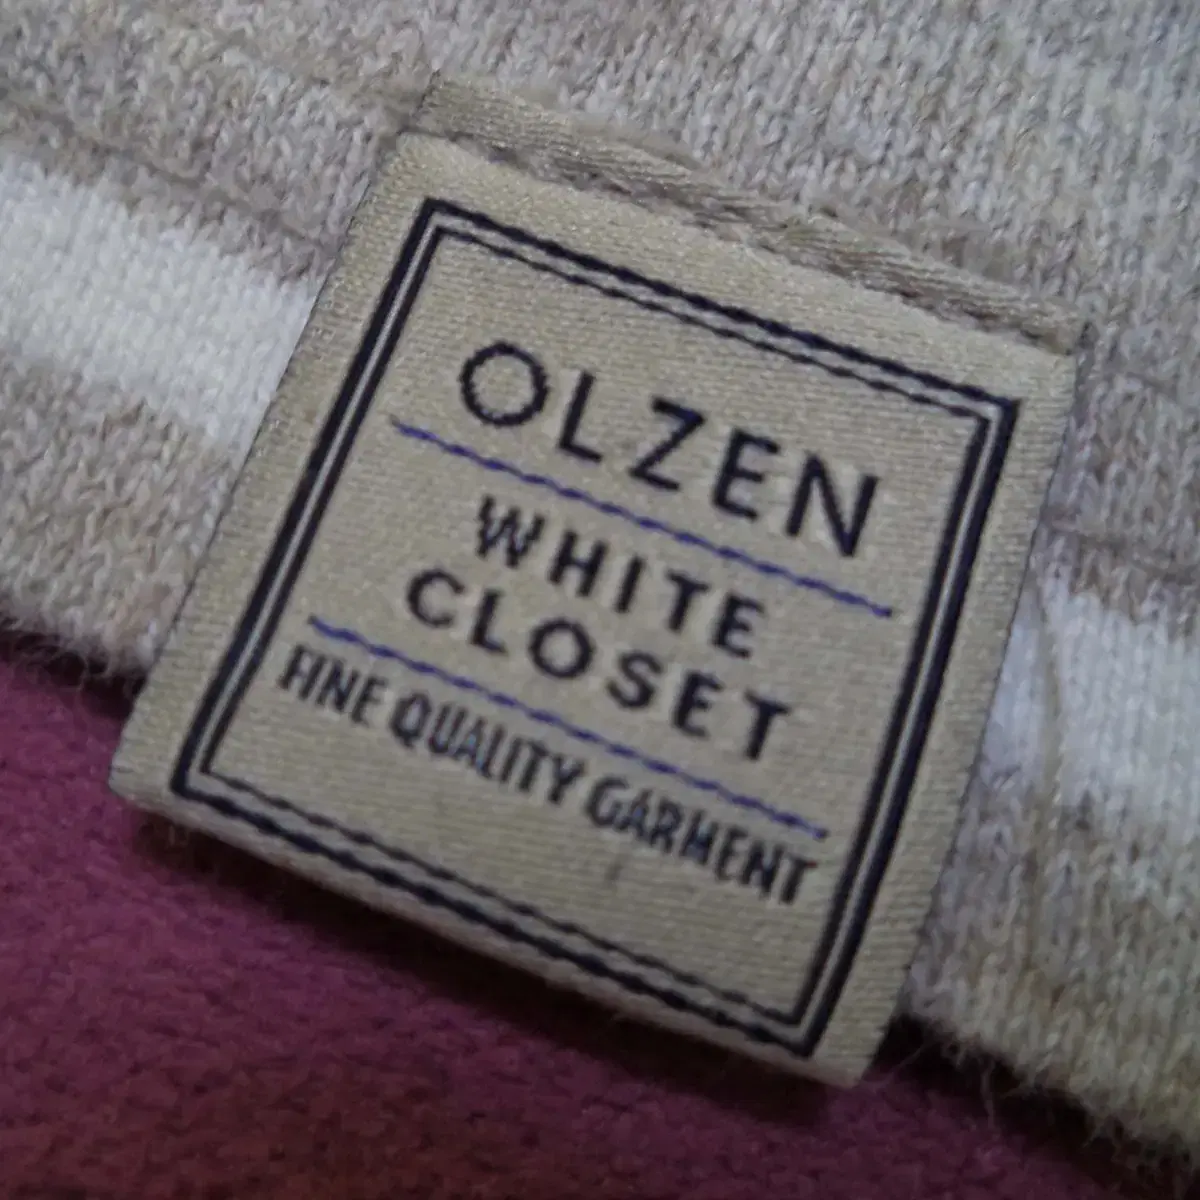 OLZEN
WHITE
CLOSET
FINE QUALITY GARMENT